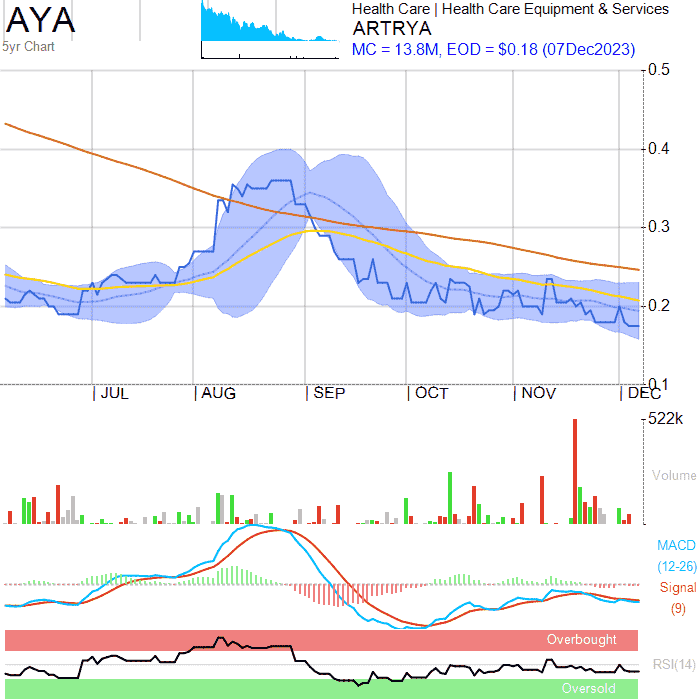 AYA
5yr Chart
Health Care | Health Care Equipment & Services
ARTRYA
MC = 13.8M, EOD = $0.18 (07Dec2023)
0.5
0.4
0.3
0.2
0.1
JUL
AUG
SEP
OCT
NOV
DEC
522k
Volume
MACD
(12-26)
Signal
(9)
Overbought
RSI(14)
Oversold